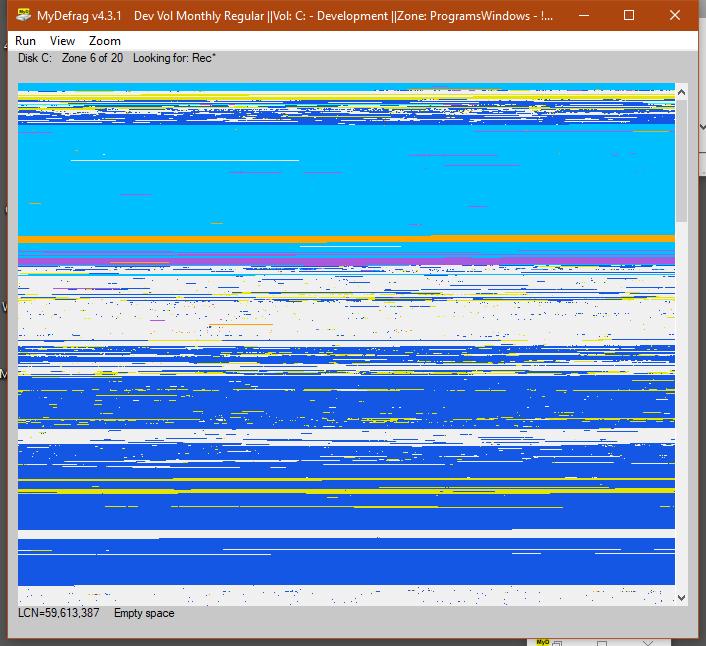 MyDefrag v4.3.1 Dev Vol Monthly Regular ||Vol: C: - Development ||Zone: ProgramsWindows - !...
Run View Zoom
Disk C: Zone 6 of 20 Looking for: Rec*
LCN=59,613,387 Empty space
MyD